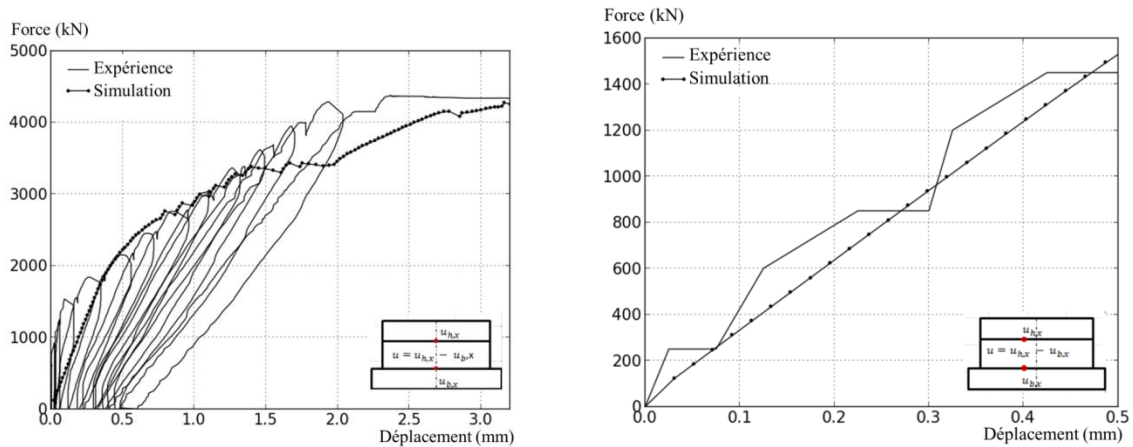 Force (kN)
5000
4000
3000
2000
1000
0
Expérience
Simulation
u_{h,x}
u = u_{h,x} − u_{b,x}
u_{b,x}
0.0 0.5 1.0 1.5 2.0 2.5 3.0
Déplacement (mm)
Force (kN)
1600
1400
1200
1000
800
600
400
200
0
Expérience
Simulation
u_{h,x}
u = u_{h,x} − u_{b,x}
u_{b,x}
0.0 0.1 0.2 0.3 0.4 0.5
Déplacement (mm)